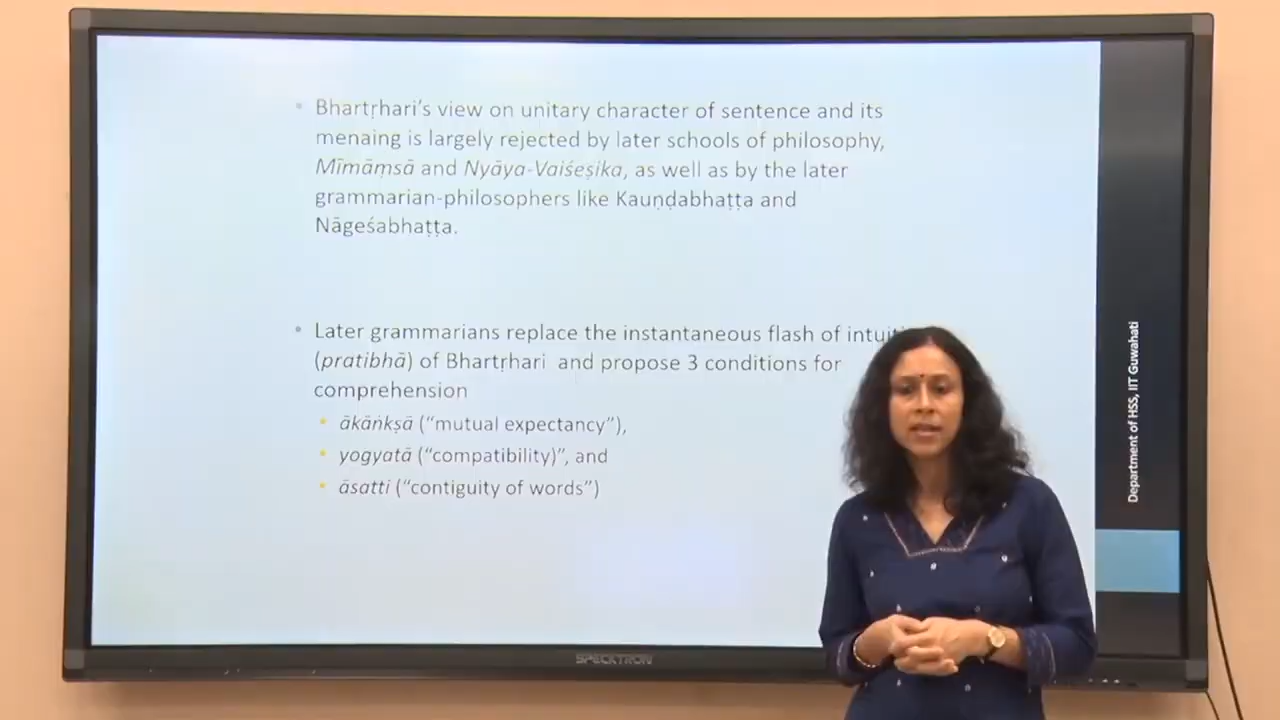 • Bhartṛhari's view on unitary character of sentence and its
menaing is largely rejected by later schools of philosophy,
Mīmāṃsā and Nyāya-Vaiśeṣika, as well as by the later
grammarian-philosophers like Kauṇḍabhaṭṭa and
Nāgeśabhaṭṭa.
• Later grammarians replace the instantaneous flash of
(pratibhā) of Bhartṛhari and propose 3 conditions for
comprehension
• ākāṅkṣā ("mutual expectancy"),
• yogyatā ("compatibility)", and
• āsatti ("contiguity of words")
Department of HSS, IIT Guwahati
SPECKTRON